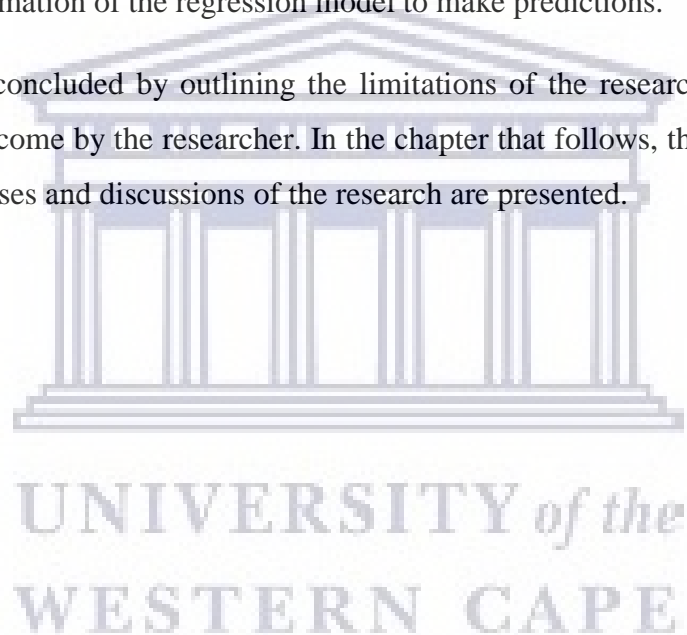 mation of the regression model to make predictions.
concluded by outlining the limitations of the researc
come by the researcher. In the chapter that follows, th
ses and discussions of the research are presented.
UNIVERSITY of the
WESTERN CAPE